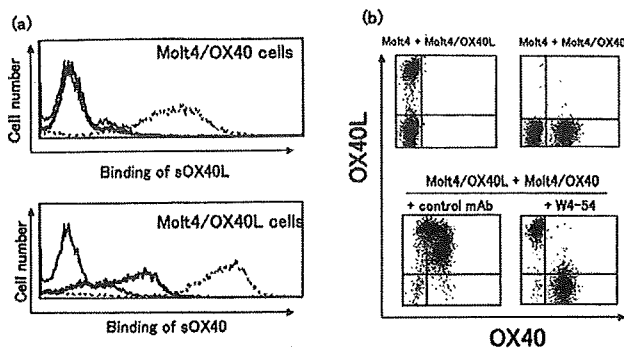 (a)
Molt4/OX40 cells
Cell number
Binding of sOX40L
Molt4/OX40L cells
Cell number
Binding of sOX40
(b)
Molt4 + Molt4/OX40L
Molt4 + Molt4/OX40
OX40L
Molt4/OX40L + Molt4/OX40
+ control mAb
+ W4-54
OX40